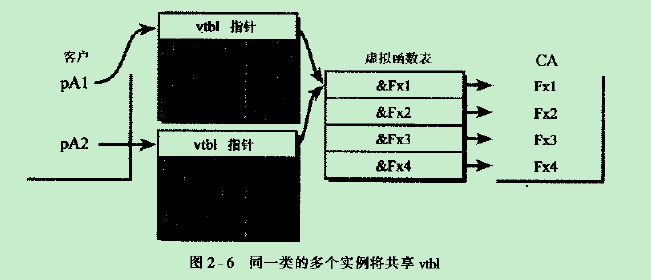 vtbl 指针
客户
pA1
虚拟函数表
CA
&Fx1
Fx1
&Fx2
Fx2
pA2
vtbl 指针
&Fx3
Fx3
&Fx4
Fx4
图 2-6 同一类的多个实例将共享 vtbl